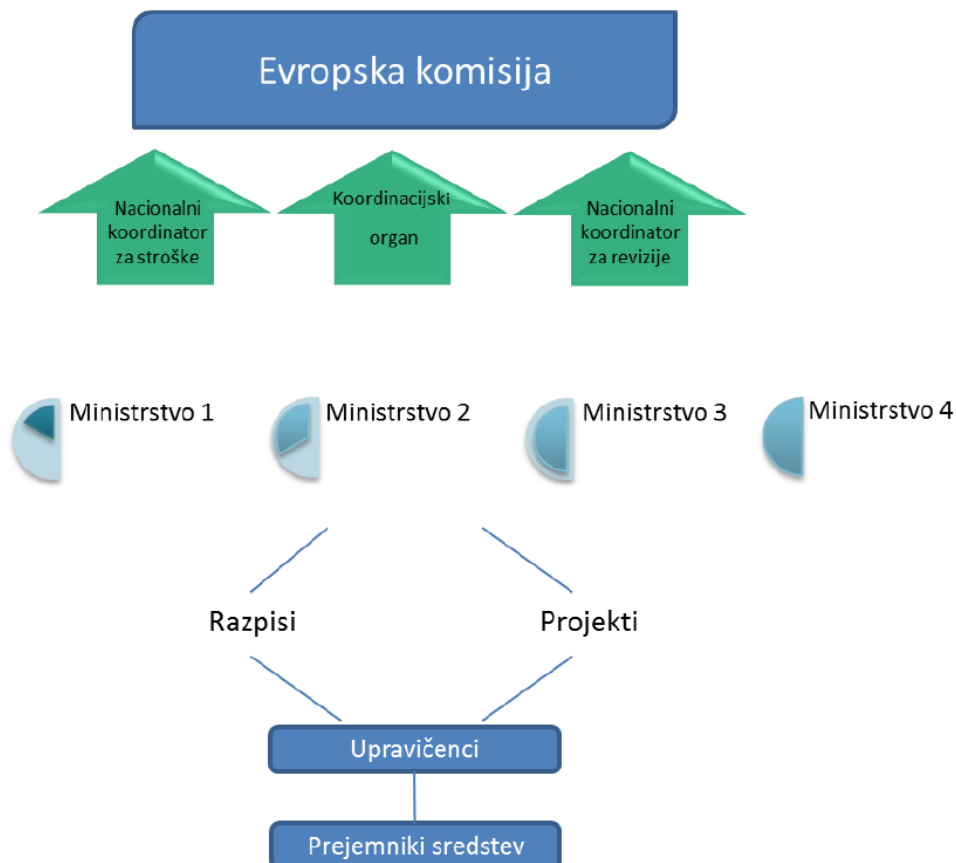 Evropska komisija
Nacionalni
koordinator
za stroške
Koordinacijski
organ
Nacionalni
koordinator
za revizije
Ministrstvo 1
Ministrstvo 2
Ministrstvo 3
Ministrstvo 4
Razpisi
Projekti
Upravičenci
Prejemniki sredstev